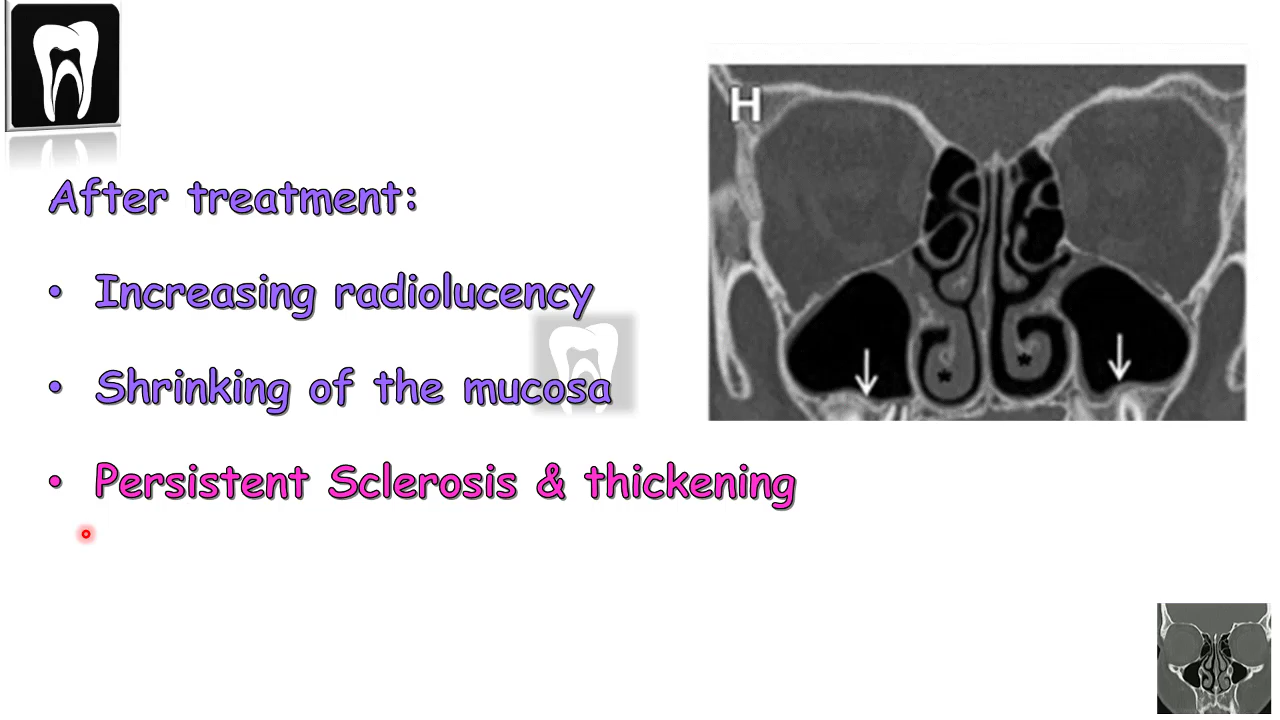 H
After treatment:
• Increasing radiolucency
• Shrinking of the mucosa
• Persistent Sclerosis & thickening